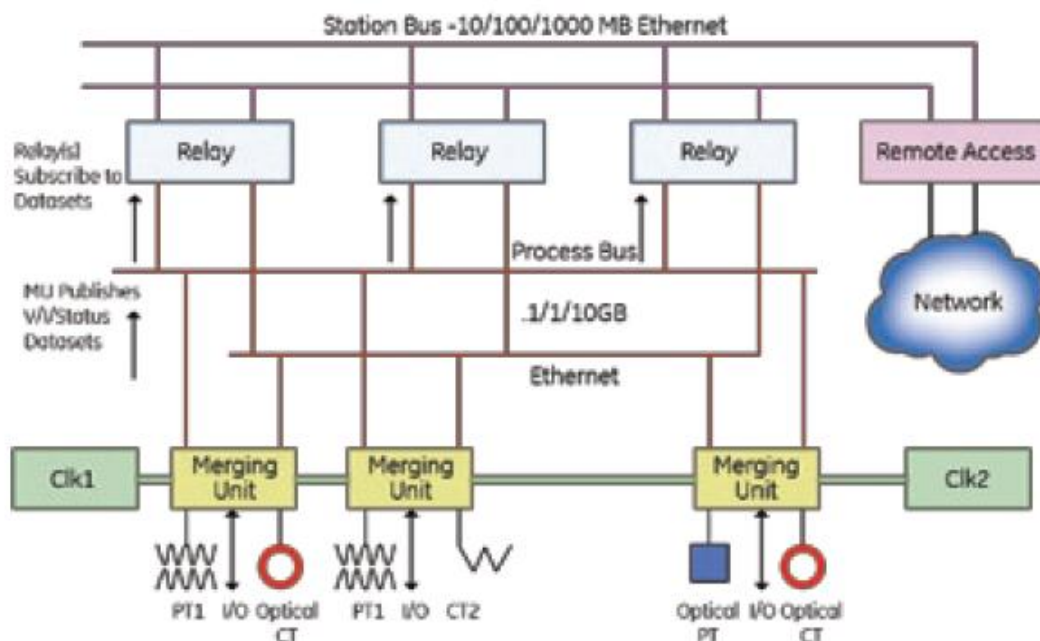 Station Bus -10/100/1000 MB Ethernet
Relay
Relay
Relay
Remote Access
Relay(s)
Subscribe to
Datasets
Process Bus
MU Publishes
V/I/Status
Datasets
.1/1/10GB
Network
Ethernet
Clk1
Merging
Unit
Merging
Unit
Merging
Unit
Clk2
PT1
I/O
Optical
CT
PT1
I/O
CT2
Optical
PT
I/O
Optical
CT